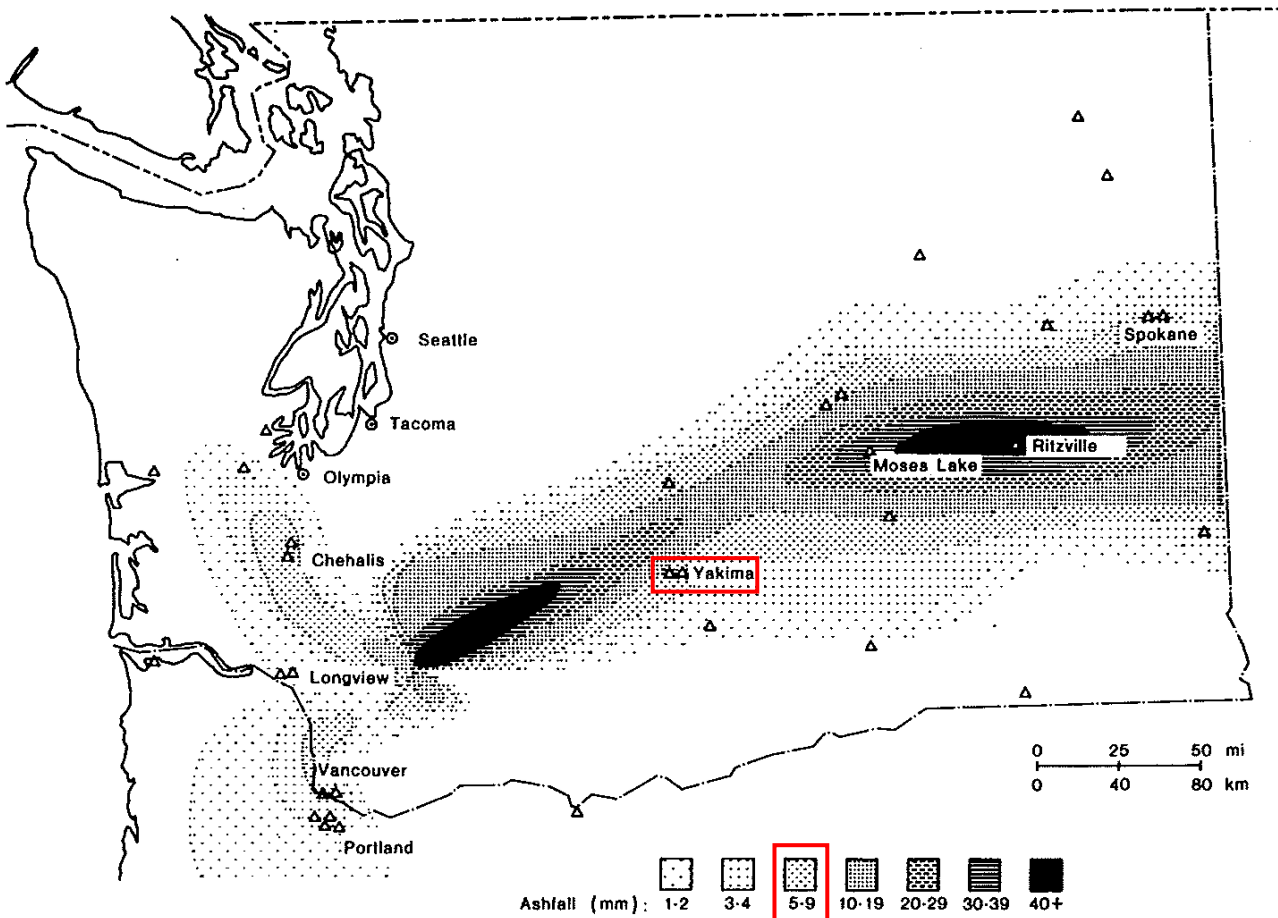 Seattle
Spokane
Tacoma
Ritzville
Moses Lake
Olympia
Chehalis
Yakima
Longview
0 25 50 mi
0 40 80 km
Vancouver
Portland
Ashfall (mm): 1-2 3-4 5-9 10-19 20-29 30-39 40+